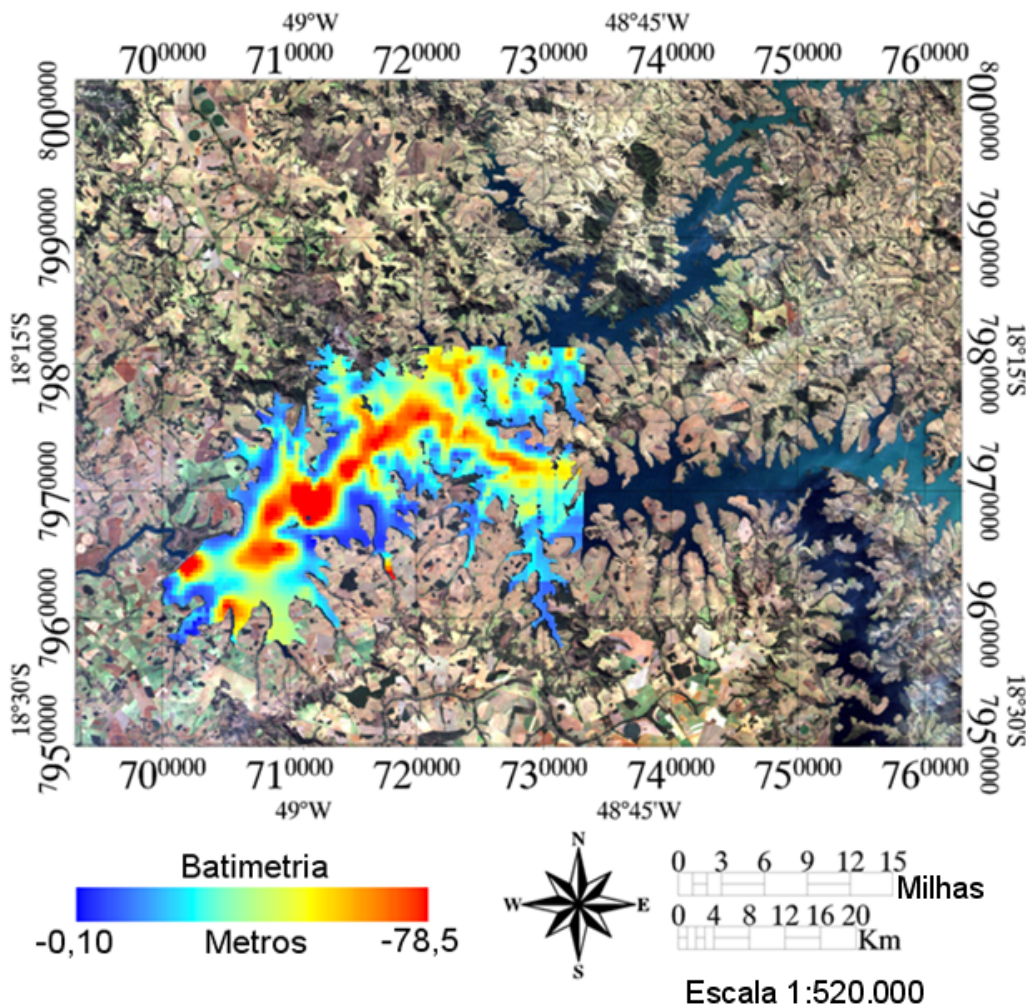 49°W 48°45'W
700000 710000 720000 730000 740000 750000 760000
8000000 8000000
7990000 7990000
18°15'S 7980000 7980000 18°15'S
7970000 7970000
7960000 7960000
18°30'S 7950000 7950000 18°30'S
700000 710000 720000 730000 740000 750000 760000
49°W 48°45'W
Batimetria
-0,10 Metros -78,5
N
W E
S
0 3 6 9 12 15
Milhas
0 4 8 12 16 20
Km
Escala 1:520.000